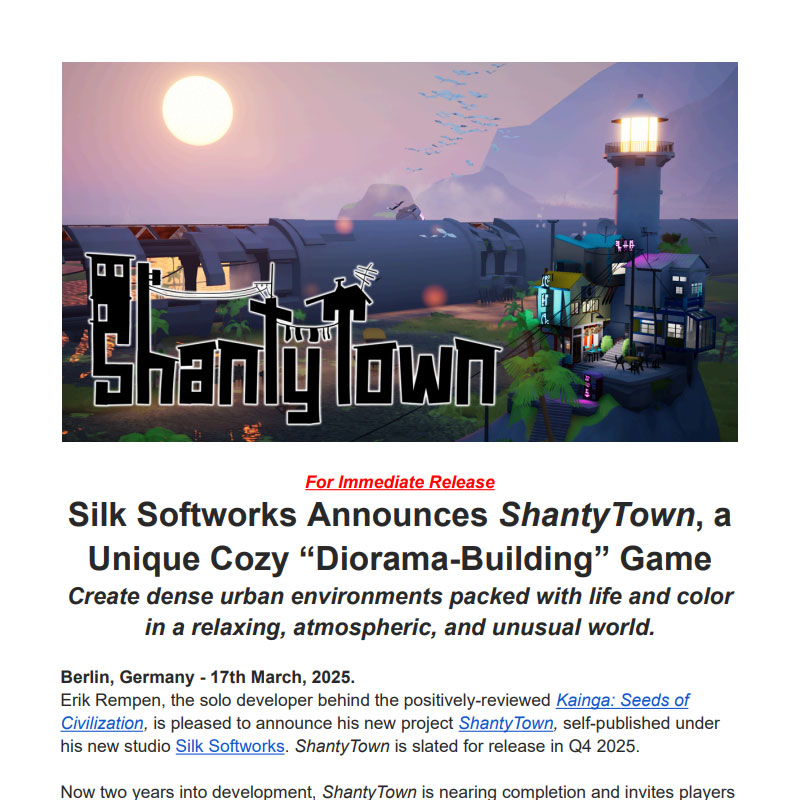 ShantyTown
For Immediate Release
Silk Softworks Announces ShantyTown, a
Unique Cozy “Diorama-Building” Game
Create dense urban environments packed with life and color
in a relaxing, atmospheric, and unusual world.
Berlin, Germany - 17th March, 2025.
Erik Rempen, the solo developer behind the positively-reviewed Kainga: Seeds of
Civilization, is pleased to announce his new project ShantyTown, self-published under
his new studio Silk Softworks. ShantyTown is slated for release in Q4 2025.
Now two years into development, ShantyTown is nearing completion and invites players